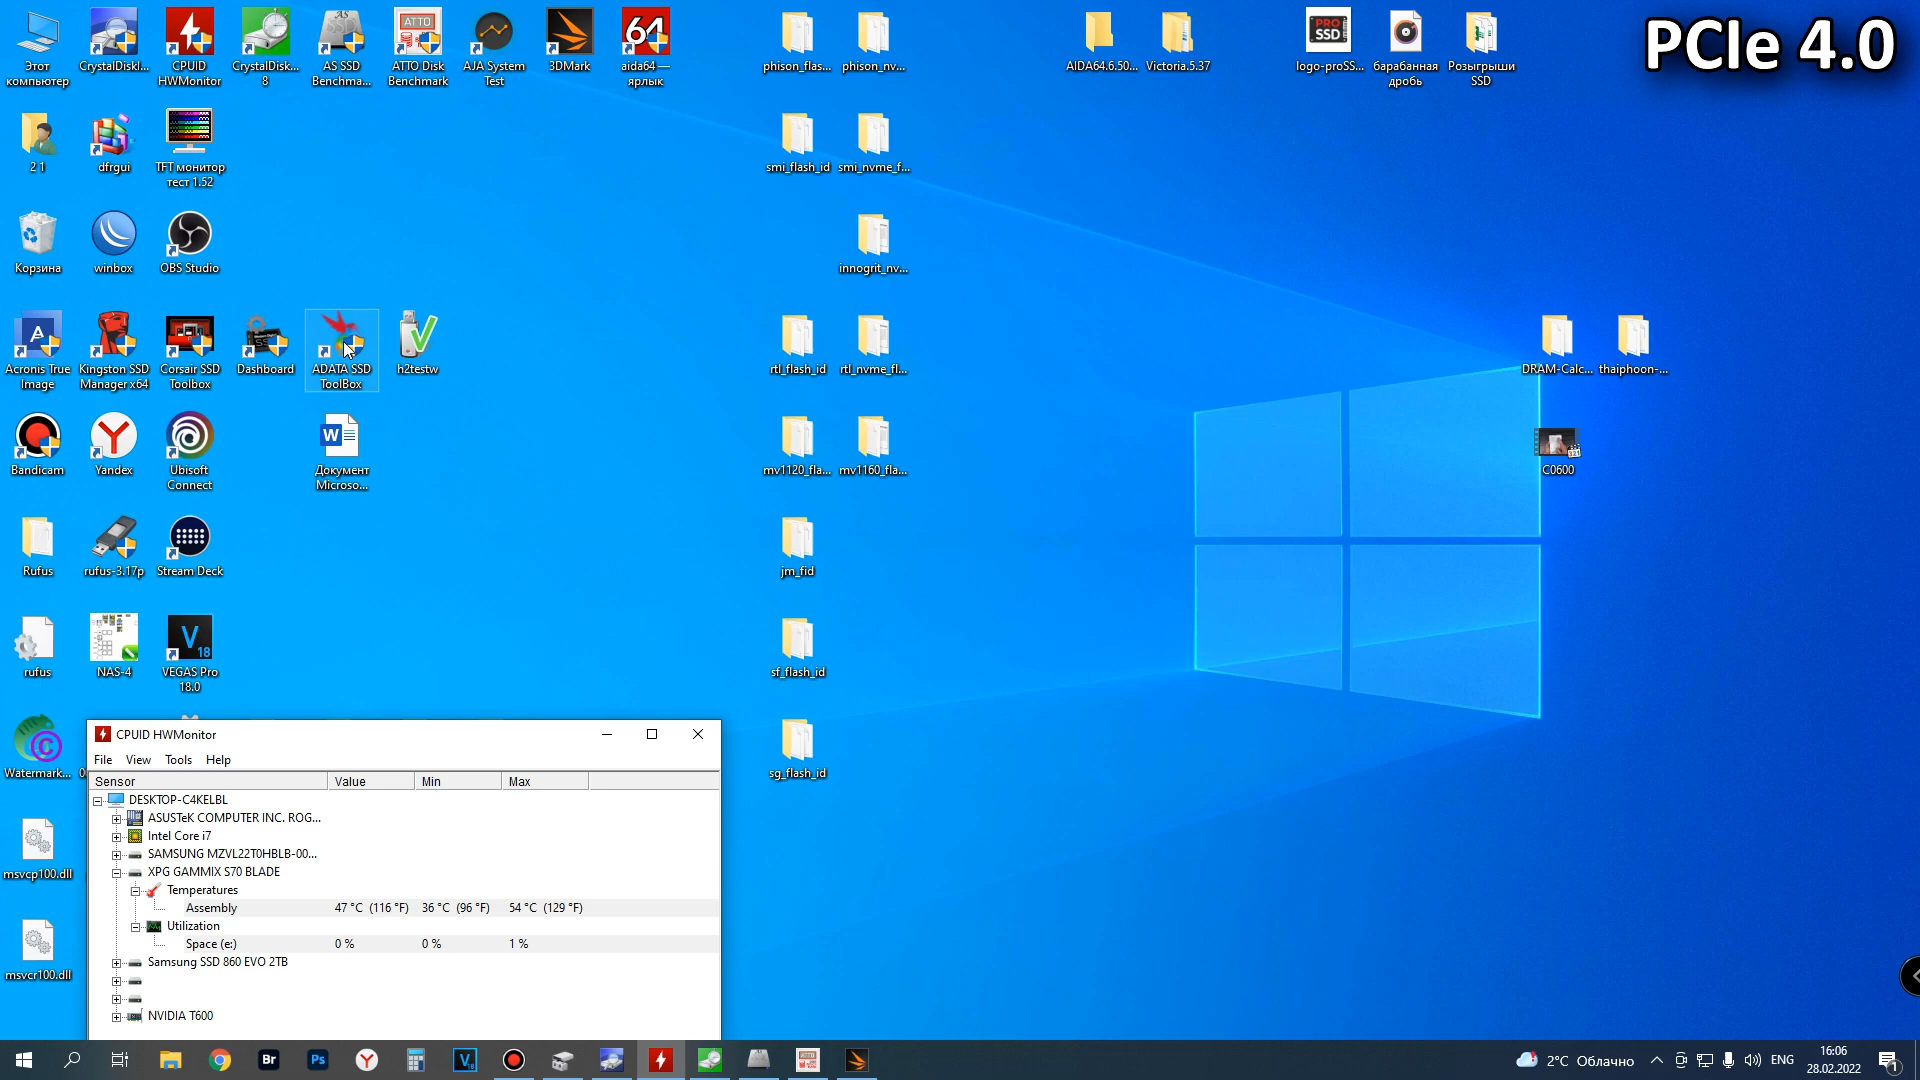 Этот компьютер
CrystalDiskI...
CPUID HWMonitor
CrystalDisk... 8
AS SSD Benchma...
ATTO Disk Benchmark
AJA System Test
3DMark
aida64 — ярлык
phison_flas...
phison_nv...
AIDA64.6.50...
Victoria.5.37
logo-proSS...
барабанная дробь
Розыгрыши SSD
PCIe 4.0
2 1
dfrgui
TFT монитор тест 1.52
smi_flash_id
smi_nvme_f...
Корзина
winbox
OBS Studio
innogrit_nv...
Acronis True Image
Kingston SSD Manager x64
Corsair SSD Toolbox
Dashboard
ADATA SSD ToolBox
h2testw
rtl_flash_id
rtl_nvme_fl...
DRAM-Calc...
thaiphoon-...
Bandicam
Yandex
Ubisoft Connect
Документ Microso...
mv1120_fla...
mv1160_fla...
C0600
Rufus
rufus-3.17p
Stream Deck
jm_fid
rufus
NAS-4
VEGAS Pro 18.0
sf_flash_id
Watermark...
sg_flash_id
msvcp100.dll
msvcr100.dll
CPUID HWMonitor
File View Tools Help
Sensor Value Min Max
DESKTOP-C4KELBL
ASUSTeK COMPUTER INC. ROG...
Intel Core i7
SAMSUNG MZVL22T0HBLB-00...
XPG GAMMIX S70 BLADE
Temperatures
Assembly 47 °C (116 °F) 36 °C (96 °F) 54 °C (129 °F)
Utilization
Space (e:) 0 % 0 % 1 %
Samsung SSD 860 EVO 2TB
NVIDIA T600
2°C Облачно
ENG
16:06
28.02.2022